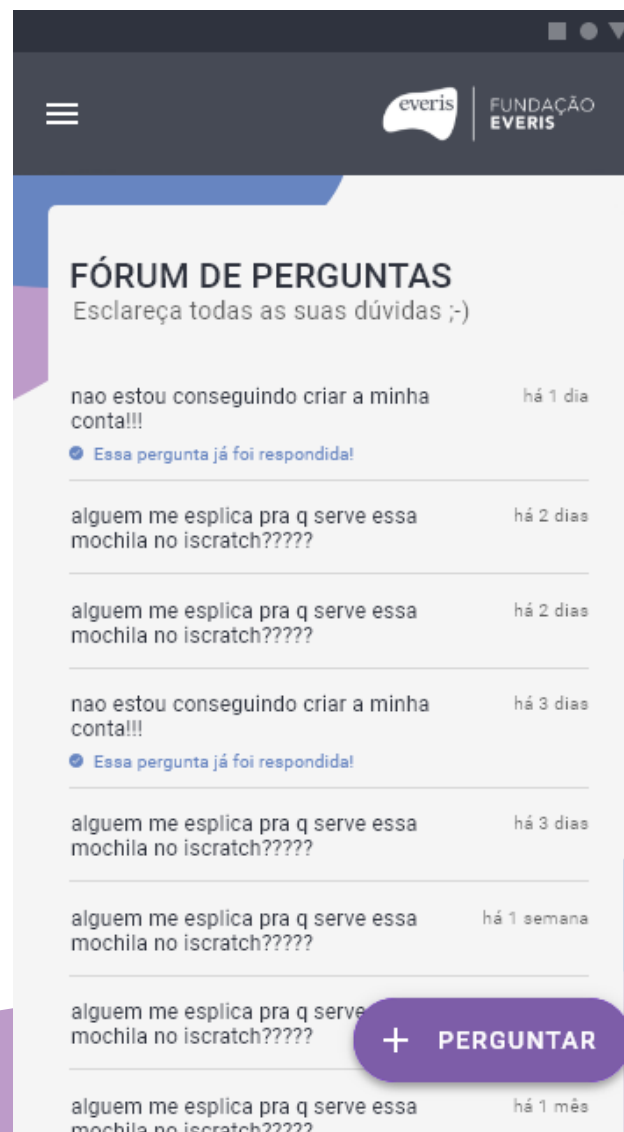 everis
FUNDAÇÃO
EVERIS
FÓRUM DE PERGUNTAS
Esclareça todas as suas dúvidas ;-)
nao estou conseguindo criar a minha
conta!!!
há 1 dia
Essa pergunta já foi respondida!
alguem me esplica pra q serve essa
mochila no iscratch?????
há 2 dias
alguem me esplica pra q serve essa
mochila no iscratch?????
há 2 dias
nao estou conseguindo criar a minha
conta!!!
há 3 dias
Essa pergunta já foi respondida!
alguem me esplica pra q serve essa
mochila no iscratch?????
há 3 dias
alguem me esplica pra q serve essa
mochila no iscratch?????
há 1 semana
alguem me esplica pra q serve
mochila no iscratch?????
+ PERGUNTAR
alguem me esplica pra q serve essa
mochila no iscratch?????
há 1 mês